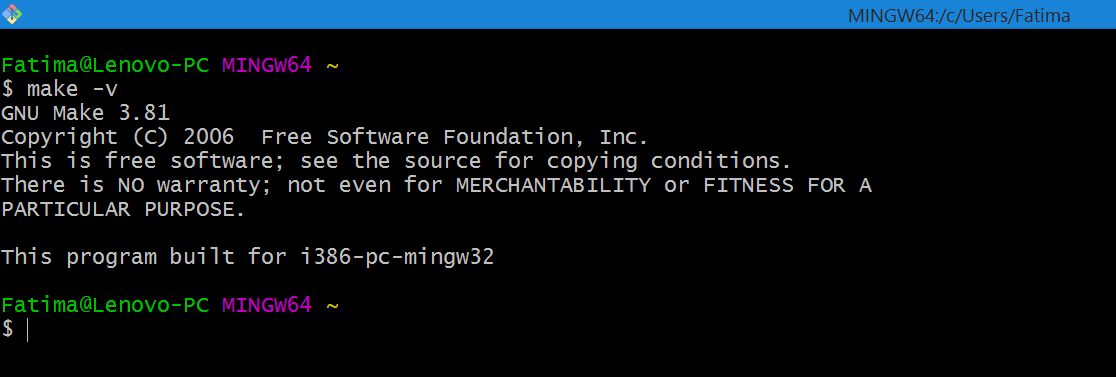 MINGW64:/c/Users/Fatima
Fatima@Lenovo-PC MINGW64 ~
$ make -v
GNU Make 3.81
Copyright (C) 2006  Free Software Foundation, Inc.
This is free software; see the source for copying conditions.
There is NO warranty; not even for MERCHANTABILITY or FITNESS FOR A
PARTICULAR PURPOSE.
This program built for i386-pc-mingw32
Fatima@Lenovo-PC MINGW64 ~
$